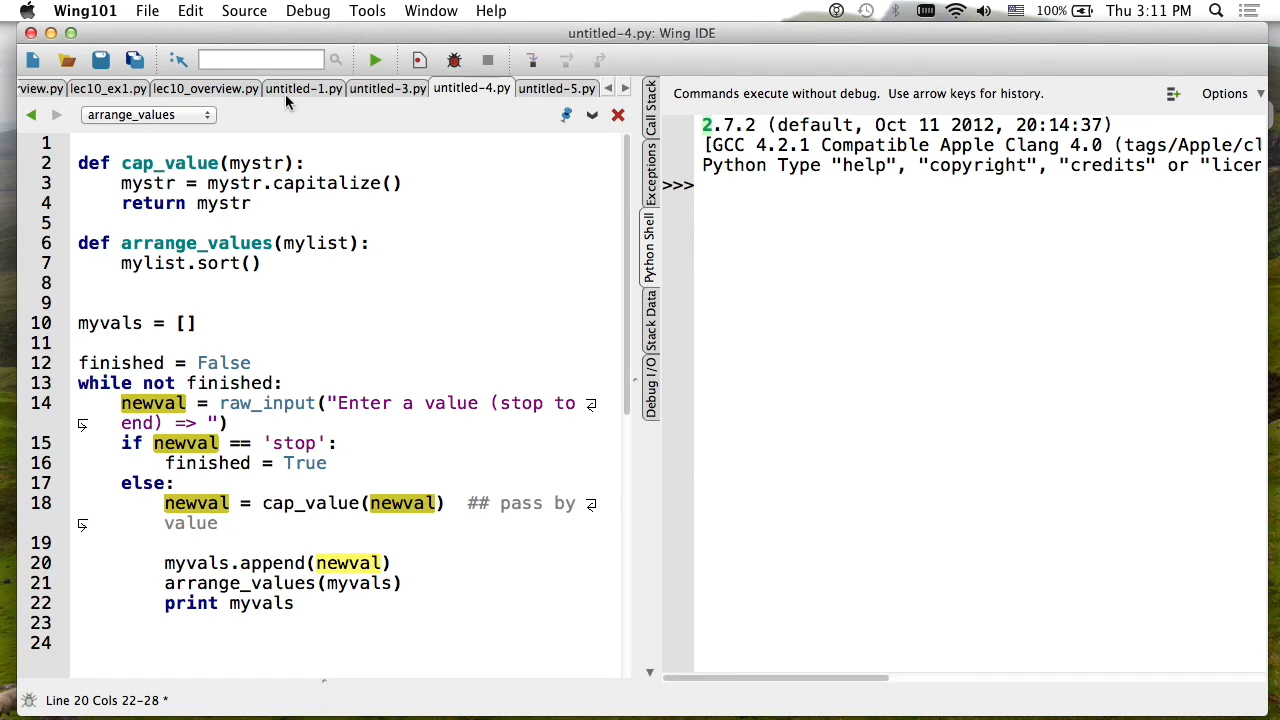 Wing101 File Edit Source Debug Tools Window Help 100% Thu 3:11 PM
untitled-4.py: Wing IDE
rview.py lec10_ex1.py lec10_overview.py untitled-1.py untitled-3.py untitled-4.py untitled-5.py
arrange_values
Commands execute without debug. Use arrow keys for history. Options
1
2 def cap_value(mystr):
3 mystr = mystr.capitalize()
4 return mystr
5
6 def arrange_values(mylist):
7 mylist.sort()
8
9
10 myvals = []
11
12 finished = False
13 while not finished:
14 newval = raw_input("Enter a value (stop to
end) => ")
15 if newval == 'stop':
16 finished = True
17 else:
18 newval = cap_value(newval) ## pass by
value
19
20 myvals.append(newval)
21 arrange_values(myvals)
22 print myvals
23
24
Call Stack
Exceptions
Python Shell
Stack Data
Debug I/O
2.7.2 (default, Oct 11 2012, 20:14:37)
[GCC 4.2.1 Compatible Apple Clang 4.0 (tags/Apple/cl
Python Type "help", "copyright", "credits" or "licen
>>>
Line 20 Cols 22-28 *